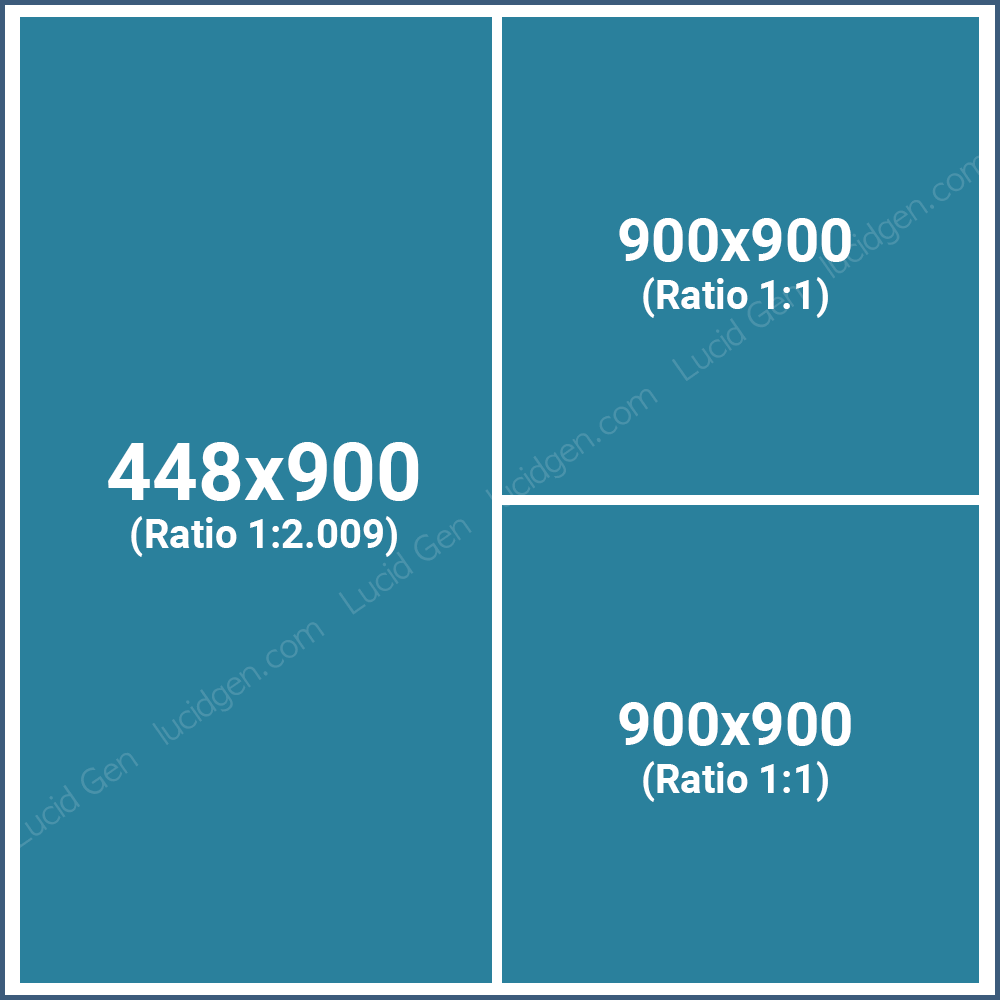 448x900
(Ratio 1:2.009)
900x900
(Ratio 1:1)
900x900
(Ratio 1:1)
Lucid Gen lucidgen.com Lucid Gen lucidgen.com Lucid Gen lucidgen.com